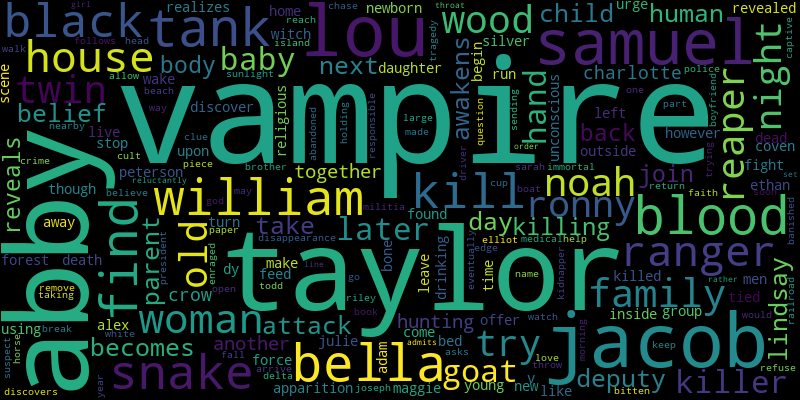 black
tank
realizes
home
newborn
lou
wood
child
urge
human
revealed
girl
throat
chase
reach
follows
head
witch
island
tragedy
silver
samuel
walk
house
body
baby
next
daughter
run
begin
charlotte
police
captive
scene
twin
allow
wake
beach
way
sunlight
awakens
hand
unconscious
boyfriend
reaper
night
belief
discover
religious
abandoned
holding
responsible
large
made
sending
question
order
left
back
one
part
however
dead
vampire
live
nearby
stop
upon
clue
outside
trying
coven
reveals
crime
cult
peterson
piece
brother
together
driver
sarah
immortal
join
fight
though
believe
reluctantly
william
god
may
militia
cup
boat
noah
ethan
return
faith
set
kill
ronny
blood
abby
away
find
parent
president
old
turn
paper
take
later
found
day
killing
banished
disappearance
drinking
edge
elliot
medical
help
ranger
lindsay
railroad
forest
death
enraged
make
bone
leave
time
eventually
name
kidnapper
killed
rather
men
remove
taking
dy
feed
todd
open
taylor
family
tied
would
using
break
crow
line
go
riley
book
hunting
offer
watch
inside
group
suspect
horse
alex
white
woman
attack
come
try
jacob
keep
becomes
another
force
julie
adam
admits
bed
asks
love
morning
deputy
refuse
discovers
year
snake
fall
arrive
delta
bella
goat
throw
apparition
joseph
maggie
young
new
v
like
bitten
killer